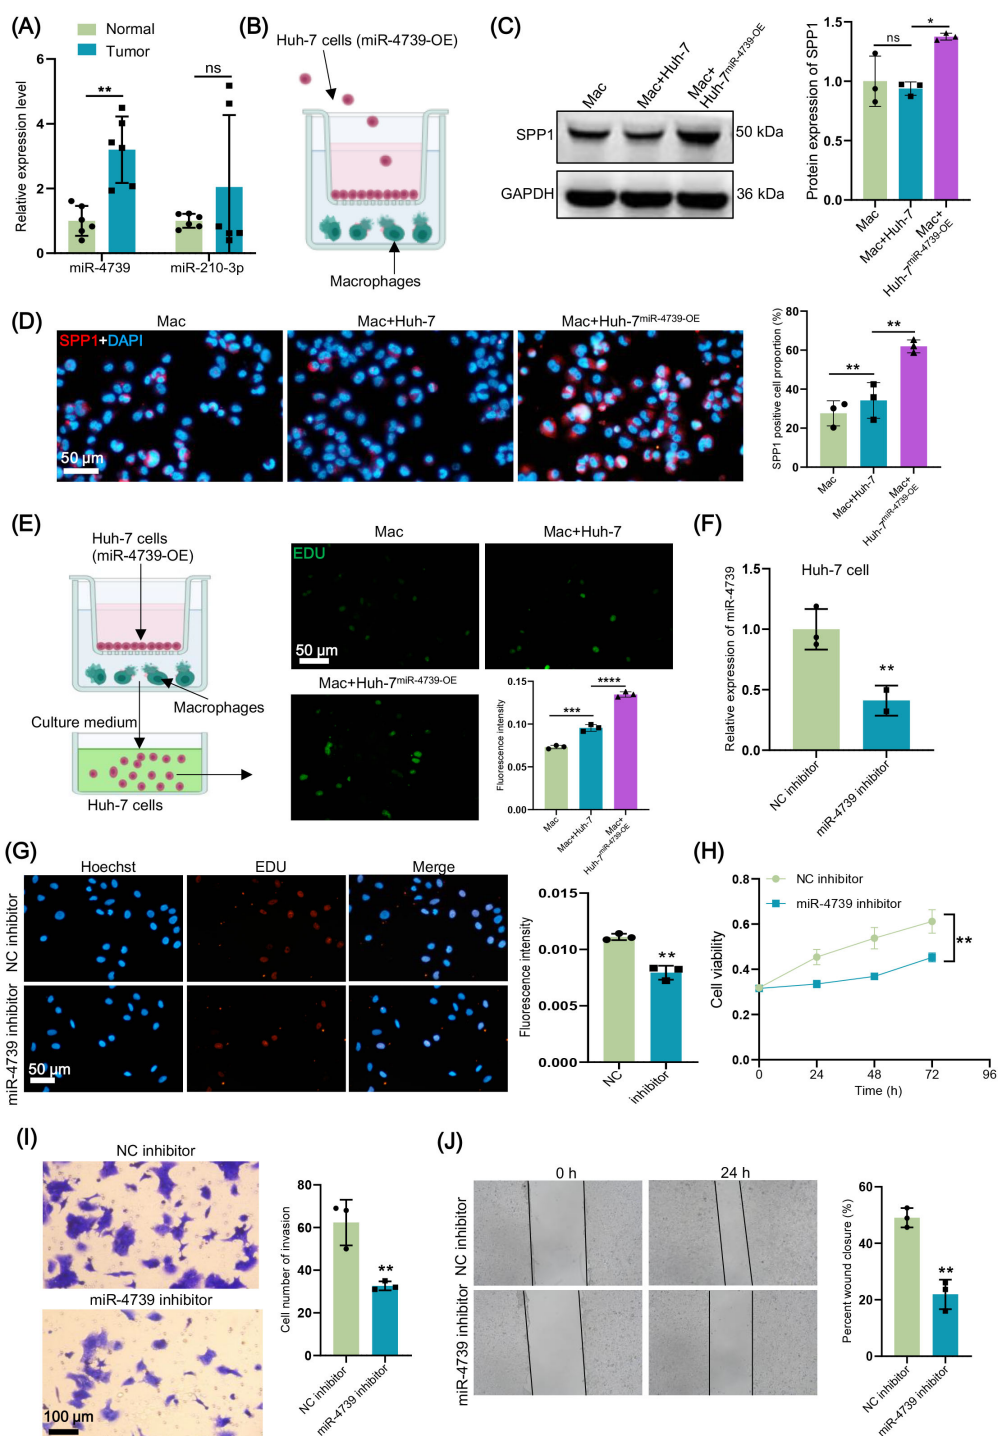 (A)
Normal
Tumor
Relative expression level
6
4
2
0
**
ns
miR-4739
miR-210-3p
(B)
Huh-7 cells (miR-4739-OE)
Macrophages
(C)
Mac
Mac+Huh-7
Mac+
Huh-7miR-4739-OE
SPP1
50 kDa
GAPDH
36 kDa
Protein expression of SPP1
1.5
1.0
0.5
0.0
ns
*
Mac
Mac+Huh-7
Mac+
Huh-7miR-4739-OE
(D)
Mac
Mac+Huh-7
Mac+Huh-7miR-4739-OE
SPP1+DAPI
50 μm
SPP1 positive cell proportion (%)
80
60
40
20
0
**
**
Mac
Mac+Huh-7
Mac+
Huh-7miR-4739-OE
(E)
Huh-7 cells
(miR-4739-OE)
Macrophages
Culture medium
Huh-7 cells
Mac
Mac+Huh-7
EDU
50 μm
Mac+Huh-7miR-4739-OE
Fluorescence intensity
0.15
0.10
0.05
0.00
***
****
Mac
Mac+Huh-7
Mac+
Huh-7miR-4739-OE
(F)
Huh-7 cell
Relative expression of miR-4739
1.5
1.0
0.5
0.0
**
NC inhibitor
miR-4739 inhibitor
(G)
Hoechst
EDU
Merge
NC inhibitor
miR-4739 inhibitor
50 μm
Fluorescence intensity
0.015
0.010
0.005
0.000
**
NC
inhibitor
(H)
NC inhibitor
miR-4739 inhibitor
Cell viability
0.8
0.6
0.4
0.2
0.0
**
0
24
48
72
96
Time (h)
(I)
NC inhibitor
miR-4739 inhibitor
100 μm
Cell number of invasion
80
60
40
20
0
**
NC inhibitor
miR-4739 inhibitor
(J)
0 h
24 h
NC inhibitor
miR-4739 inhibitor
Percent wound closure (%)
60
40
20
0
**
NC inhibitor
miR-4739 inhibitor